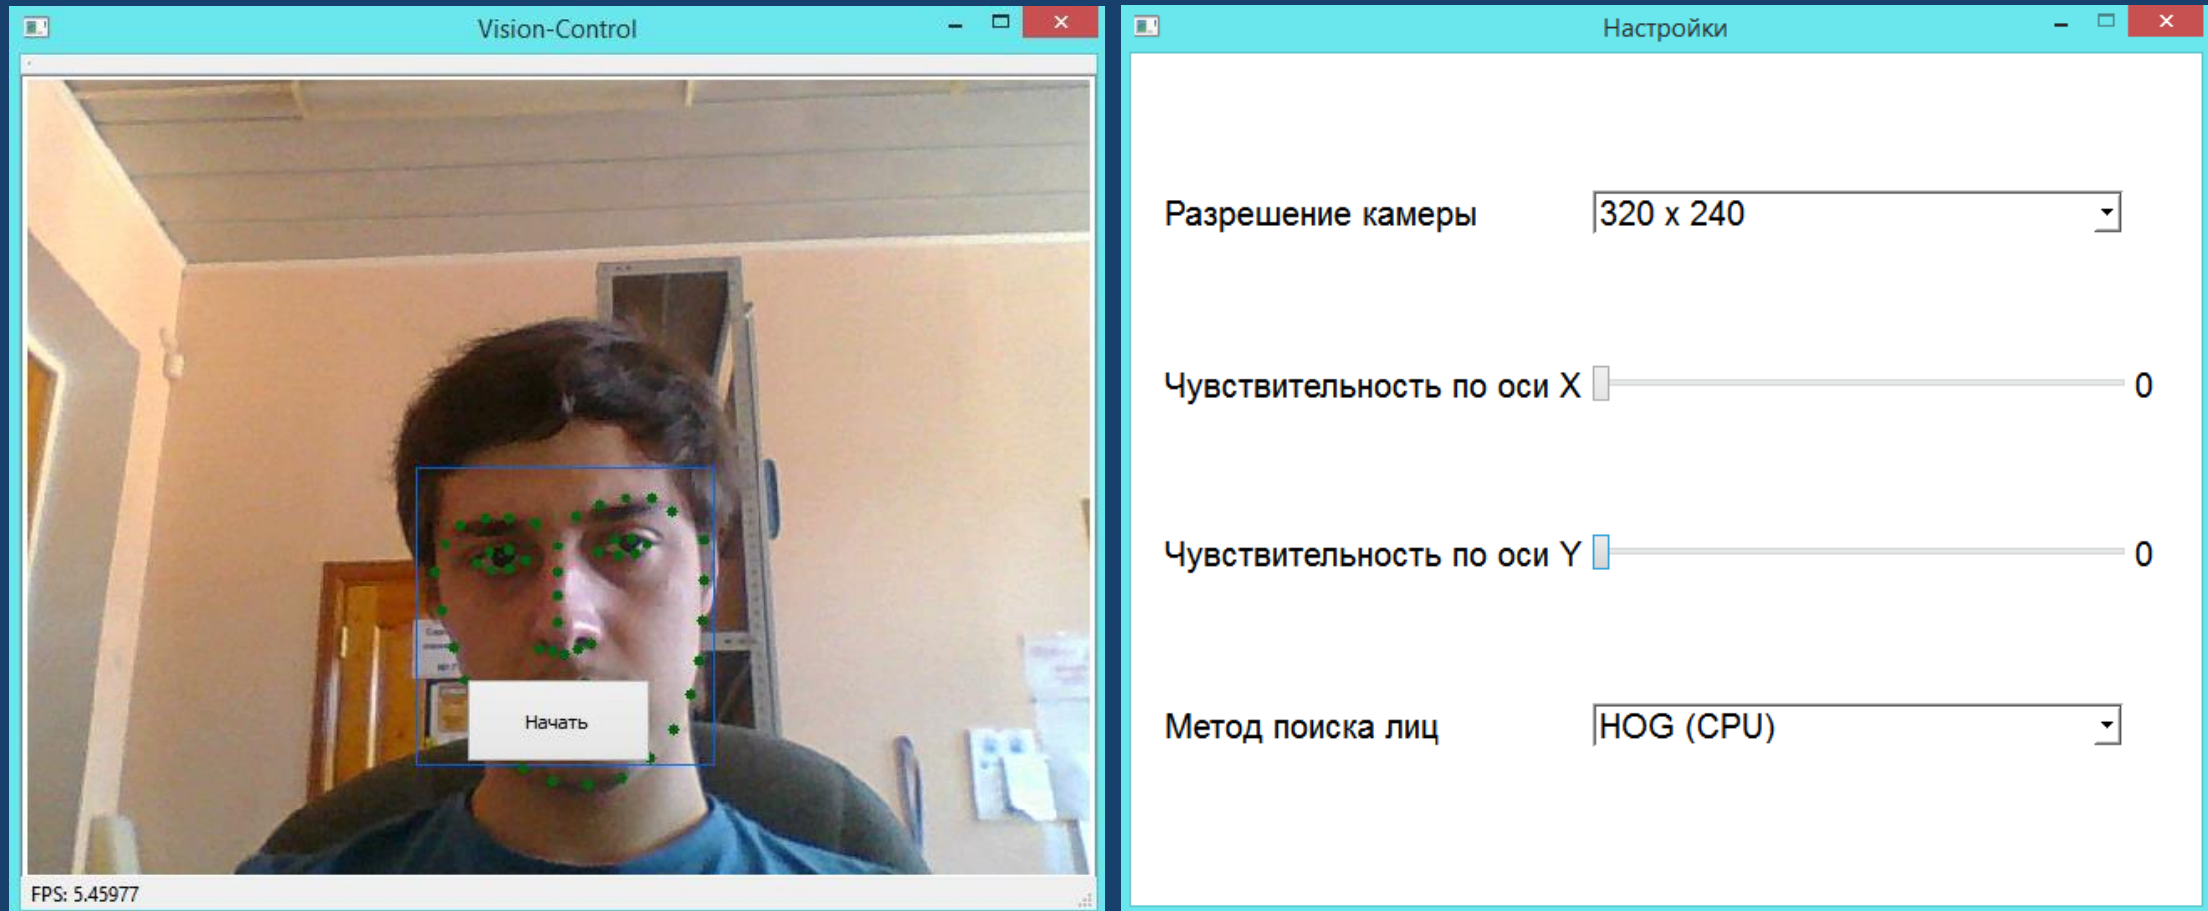 Vision-Control
Начать
FPS: 5.45977
Настройки
Разрешение камеры
320 x 240
Чувствительность по оси X
0
Чувствительность по оси Y
0
Метод поиска лиц
HOG (CPU)